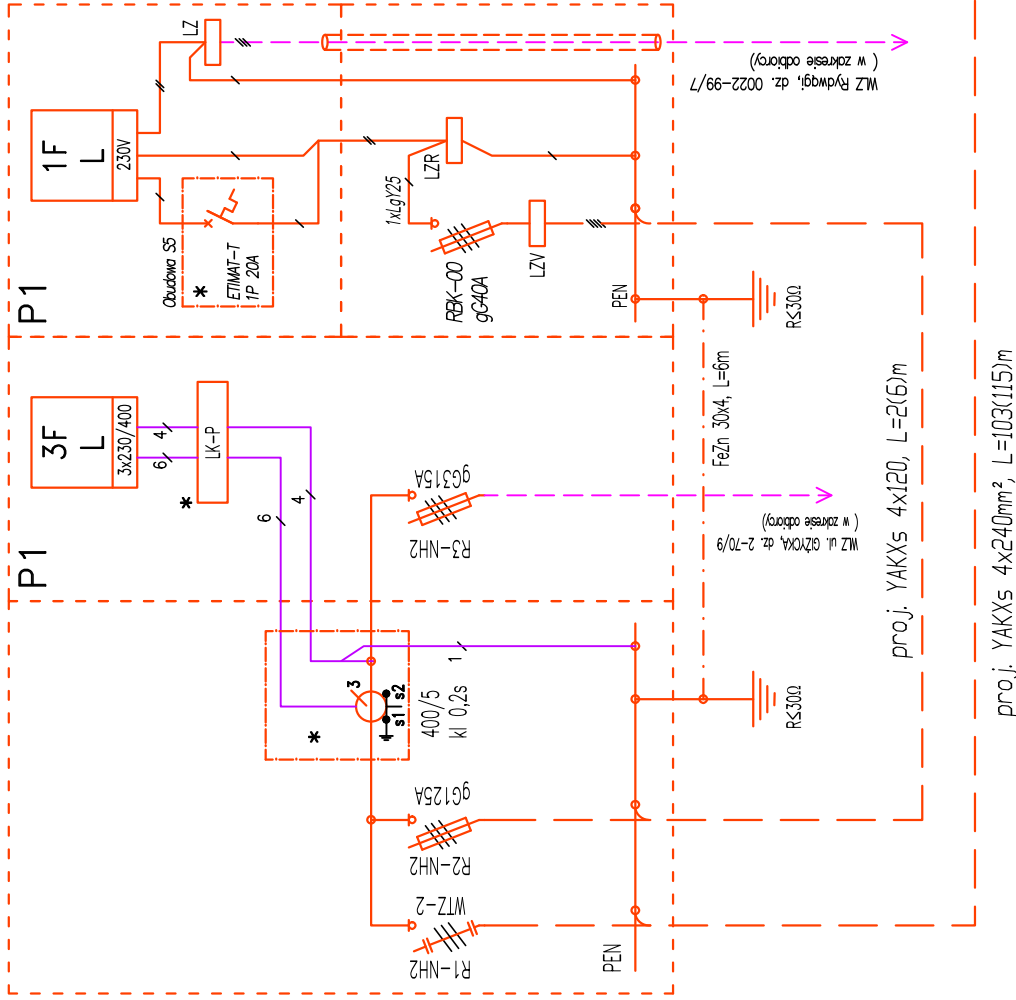 P1
1F
L
230V
LZ
Obudowa S5
*
ETIMAT-T
1P 20A
1xLgY25
LZR
RBK-00
gG40A
LZV
PEN
R≤30Ω
WLZ Rydwągi, dz. 0022-99/7
( w zakresie odbiorcy)
P1
3F
L
3x230/400
4
6
LK-P
*
6
4
R3-NH2
gG315A
WLZ ul. GIŻYCKA, dz. 2-70/9
( w zakresie odbiorcy)
FeZn 30x4, L=6m
*
3
s1
s2
400/5
kl 0,2s
1
R2-NH2
gG125A
R1-NH2
WTZ-2
PEN
R≤30Ω
proj. YAKXs 4x120, L=2(6)m
proj. YAKXs 4x240mm², L=103(115)m